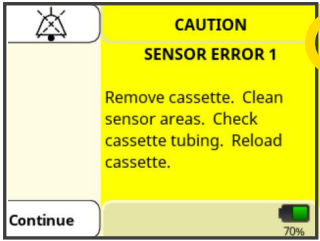 CAUTION
SENSOR ERROR 1
Remove cassette.  Clean
sensor areas.  Check
cassette tubing.  Reload
cassette.
Continue
70%